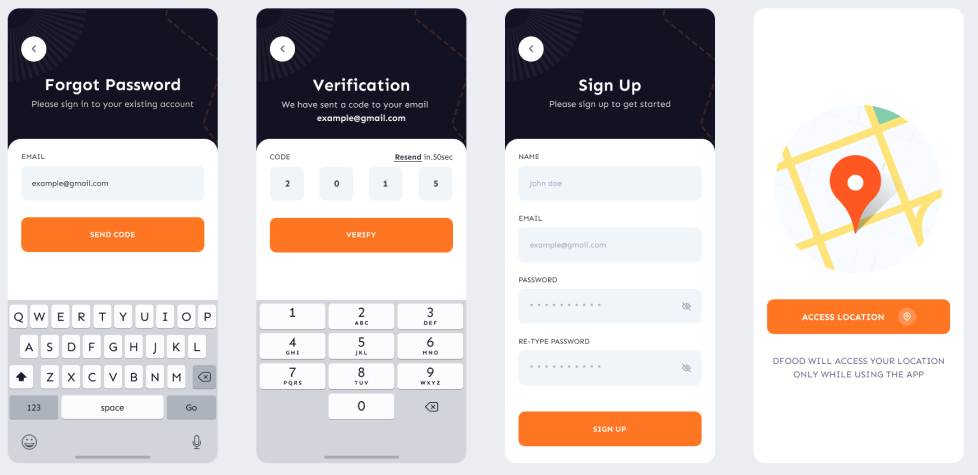 Forgot Password
Please sign in to your existing account
EMAIL
example@gmail.com
SEND CODE
Q W E R T Y U I O P
A S D F G H J K L
Z X C V B N M
123 space Go
Verification
We have sent a code to your email
example@gmail.com
CODE Resend in.50sec
2 0 1 5
VERIFY
1 2 3
ABC DEF
4 5 6
GHI JKL MNO
7 8 9
PQRS TUV WXYZ
0
Sign Up
Please sign up to get started
NAME
John doe
EMAIL
example@gmail.com
PASSWORD
* * * * * * * * * *
RE-TYPE PASSWORD
* * * * * * * * * *
SIGN UP
ACCESS LOCATION
DFOOD WILL ACCESS YOUR LOCATION
ONLY WHILE USING THE APP